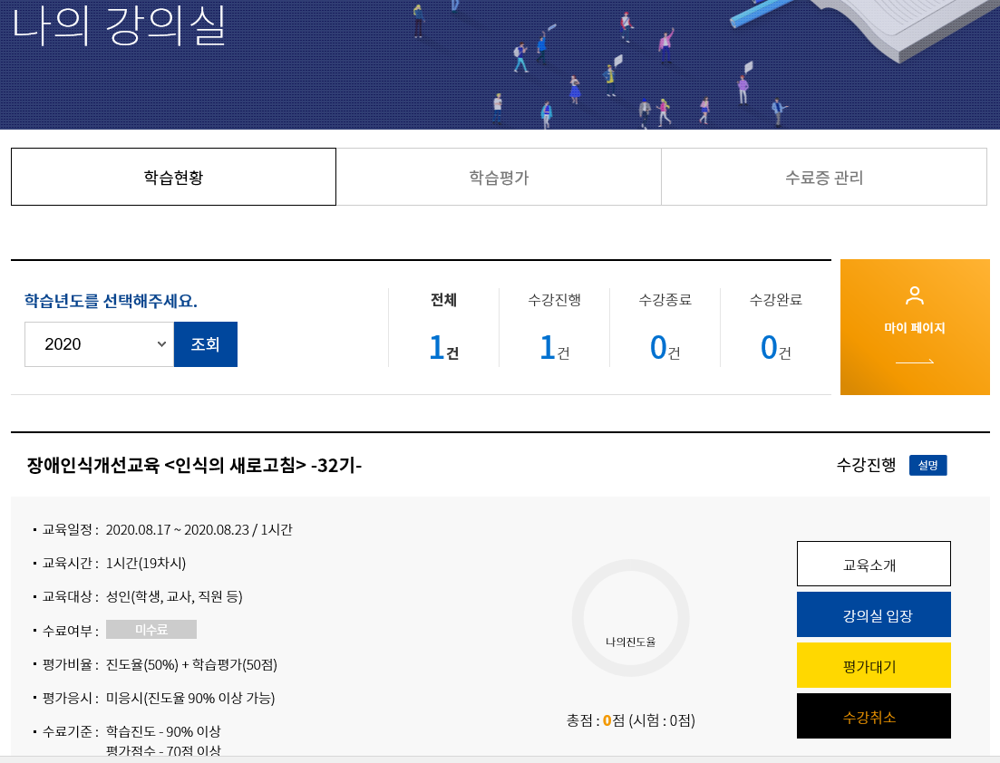 나의 강의실
학습현황
학습평가
수료증 관리
학습년도를 선택해주세요.
2020
조회
전체
1건
수강진행
1건
수강종료
0건
수강완료
0건
마이 페이지
장애인식개선교육 <인식의 새로고침> -32기-
수강진행
설명
교육일정 : 2020.08.17 ~ 2020.08.23 / 1시간
교육시간 : 1시간(19차시)
교육대상 : 성인(학생, 교사, 직원 등)
수료여부 : 미수료
평가비율 : 진도율(50%) + 학습평가(50점)
평가응시 : 미응시(진도율 90% 이상 가능)
수료기준 : 학습진도 - 90% 이상
평가점수 - 70점 이상
나의진도율
총점 : 0점 (시험 : 0점)
교육소개
강의실 입장
평가대기
수강취소